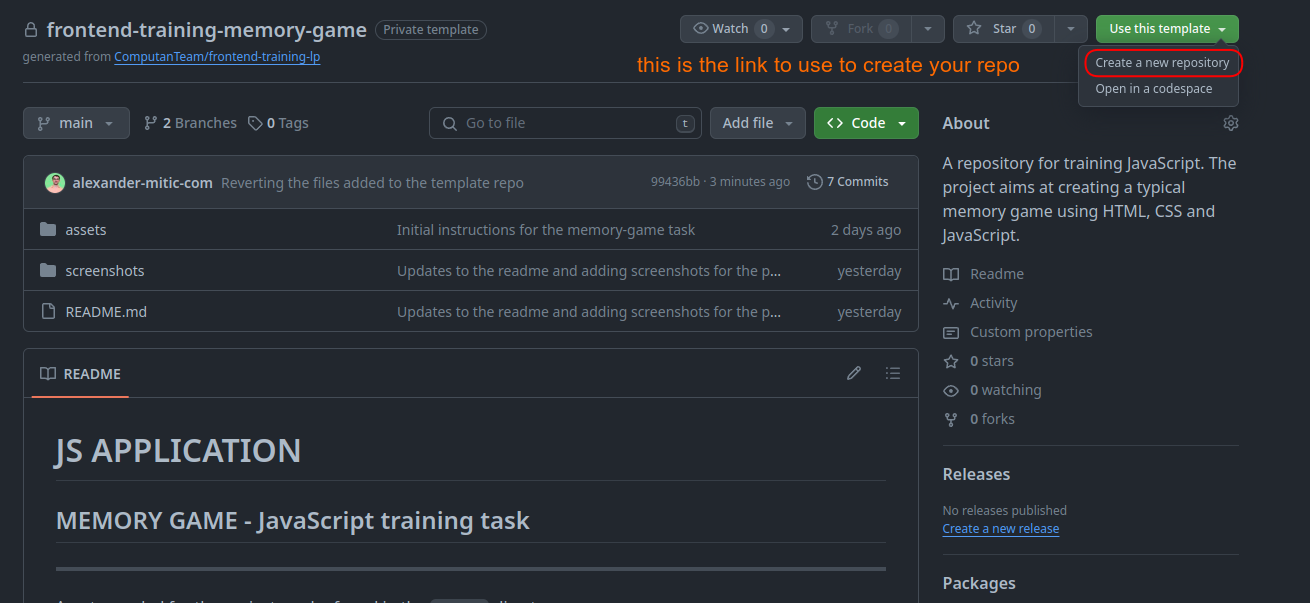 frontend-training-memory-game Private template Watch 0 Fork 0 Star 0 Use this template
generated from ComputanTeam/frontend-training-lp
this is the link to use to create your repo
Create a new repository
Open in a codespace
main 2 Branches 0 Tags Go to file t Add file Code
alexander-mitic-com Reverting the files added to the template repo 99436bb · 3 minutes ago 7 Commits
assets Initial instructions for the memory-game task 2 days ago
screenshots Updates to the readme and adding screenshots for the p... yesterday
README.md Updates to the readme and adding screenshots for the p... yesterday
README
JS APPLICATION
MEMORY GAME - JavaScript training task
About
A repository for training JavaScript. The
project aims at creating a typical
memory game using HTML, CSS and
JavaScript.
Readme
Activity
Custom properties
0 stars
0 watching
0 forks
Releases
No releases published
Create a new release
Packages